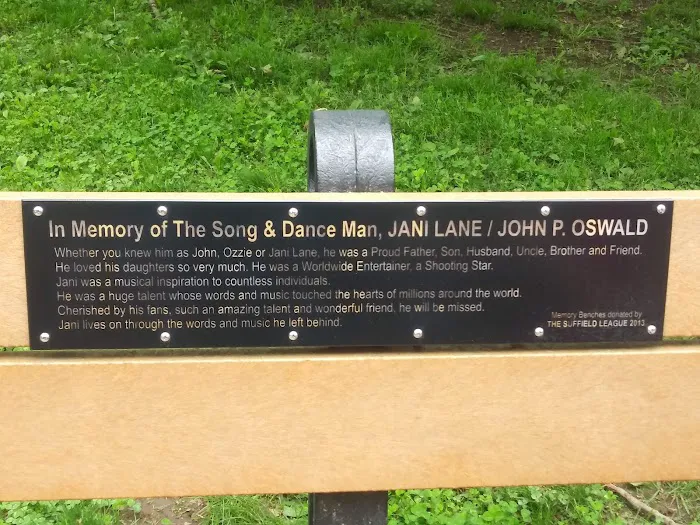 In Memory of The Song & Dance Man, JANI LANE / JOHN P. OSWALD
Whether you knew him as John, Ozzie or Jani Lane, he was a Proud Father, Son, Husband, Uncle, Brother and Friend.
He loved his daughters so very much. He was a Worldwide Entertainer, a Shooting Star.
Jani was a musical inspiration to countless individuals.
He was a huge talent whose words and music touched the hearts of millions around the world.
Cherished by his fans, such an amazing talent and wonderful friend, he will be missed.
Jani lives on through the words and music he left behind.
Memory Benches donated by
THE SUFFIELD LEAGUE 2013